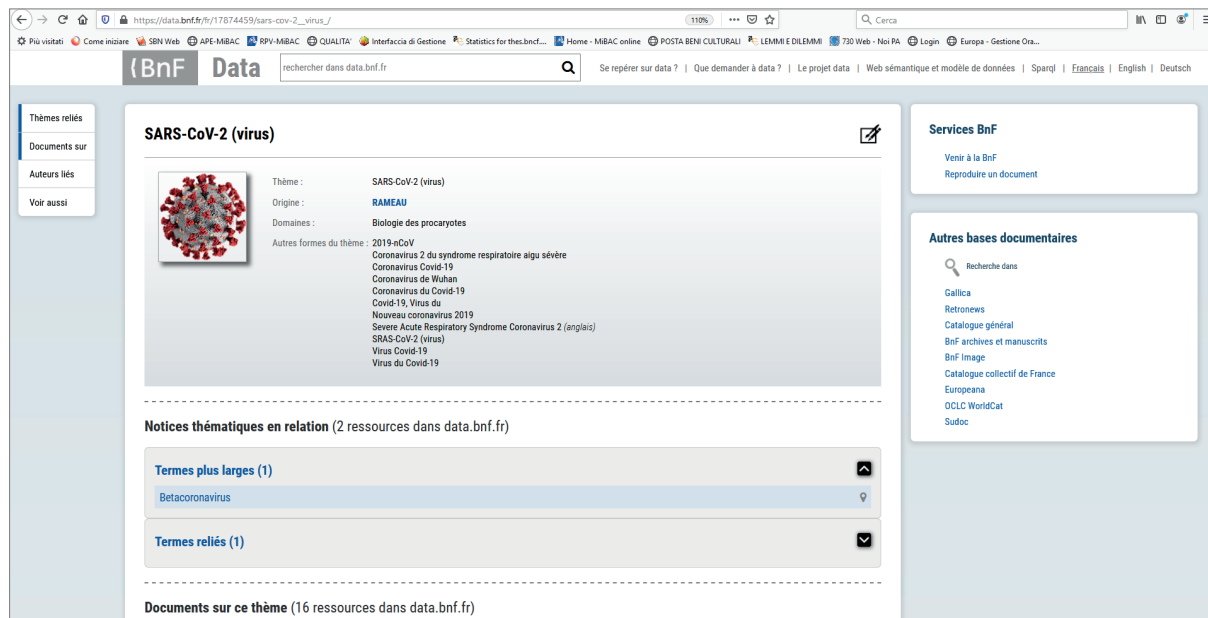 https://data.bnf.fr/fr/17874459/sars-cov-2__virus_/
110%
Cerca
Più visitati Come iniziare SBN Web APE-MiBAC RPV-MiBAC QUALITA' Interfaccia di Gestione Statistics for thes.bncf.... Home - MiBAC online POSTA BENI CULTURALI LEMMI E DILEMMI 730 Web - Noi PA Login Europa - Gestione Ora...
{BnF Data
rechercher dans data.bnf.fr
Se repérer sur data ? | Que demander à data ? | Le projet data | Web sémantique et modèle de données | Sparql | Français | English | Deutsch
Thèmes reliés
Documents sur
Auteurs liés
Voir aussi
SARS-CoV-2 (virus)
Thème : SARS-CoV-2 (virus)
Origine : RAMEAU
Domaines : Biologie des procaryotes
Autres formes du thème : 2019-nCoV
Coronavirus 2 du syndrome respiratoire aigu sévère
Coronavirus Covid-19
Coronavirus de Wuhan
Coronavirus du Covid-19
Covid-19, Virus du
Nouveau coronavirus 2019
Severe Acute Respiratory Syndrome Coronavirus 2 (anglais)
SRAS-CoV-2 (virus)
Virus Covid-19
Virus du Covid-19
Notices thématiques en relation (2 ressources dans data.bnf.fr)
Termes plus larges (1)
Betacoronavirus
Termes reliés (1)
Documents sur ce thème (16 ressources dans data.bnf.fr)
Services BnF
Venir à la BnF
Reproduire un document
Autres bases documentaires
Recherche dans
Gallica
Retronews
Catalogue général
BnF archives et manuscrits
BnF Image
Catalogue collectif de France
Europeana
OCLC WorldCat
Sudoc